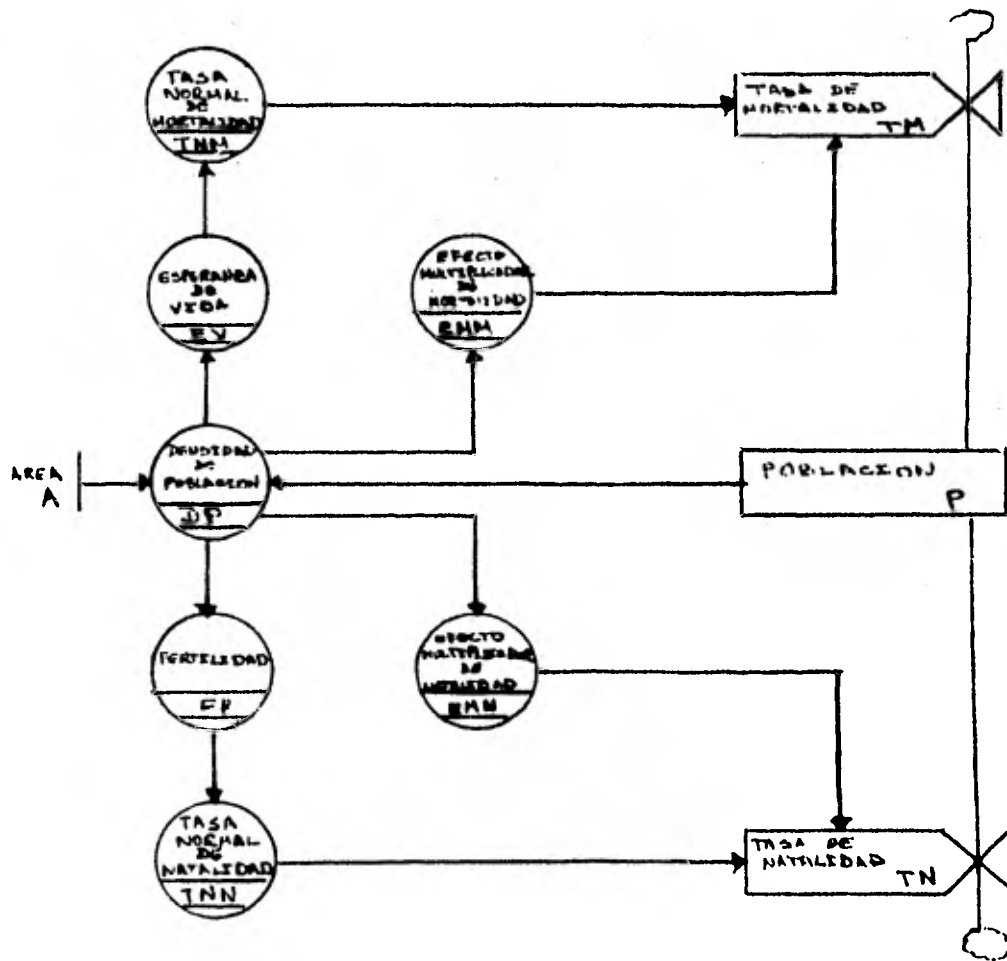 TASA
NORMAL
DE
MORTALIDAD
TNM
TASA DE
MORTALIDAD
TM
ESPERANZA
DE
VIDA
EV
EFECTO
MULTIPLICADOR
DE
MORTALIDAD
EMM
AREA
A
DENSIDAD
DE
POBLACION
DP
POBLACION
P
FERTILIDAD
EFECTO
MULTIPLICADOR
DE
NATALIDAD
EMN
TASA
NORMAL
DE
NATALIDAD
TNN
TASA DE
NATALIDAD
TN